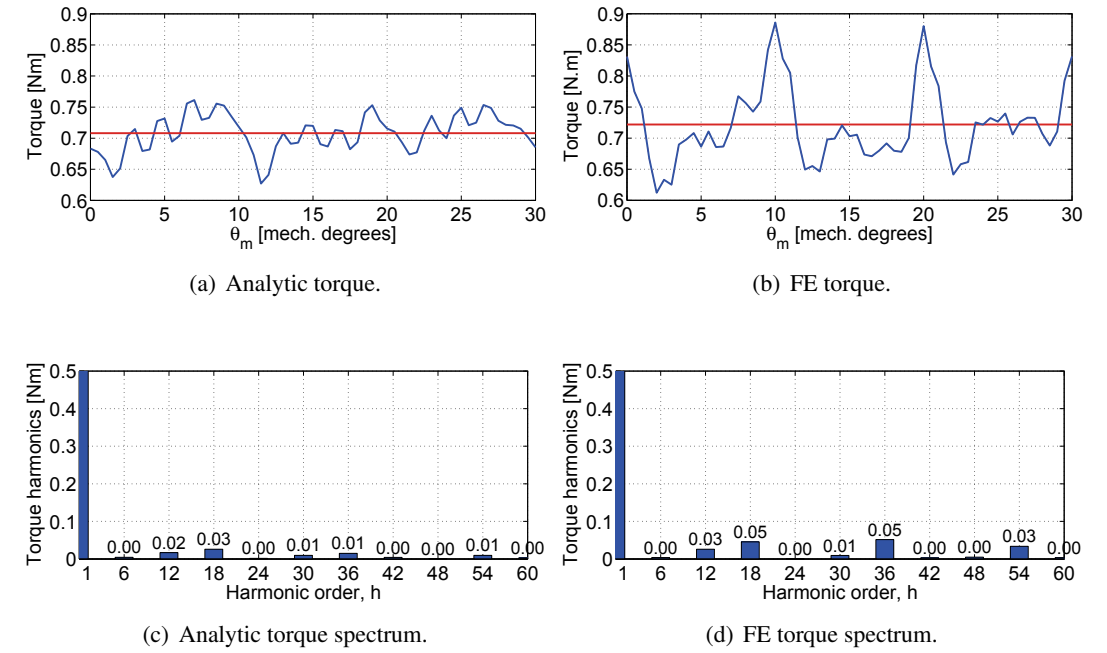 0.9
0.85
0.8
0.75
0.7
0.65
0.6
Torque [Nm]
0 5 10 15 20 25 30
θm [mech. degrees]
(a) Analytic torque.
0.9
0.85
0.8
0.75
0.7
0.65
0.6
Torque [N.m]
0 5 10 15 20 25 30
θm [mech. degrees]
(b) FE torque.
0.5
0.4
0.3
0.2
0.1
0
Torque harmonics [Nm]
0.00 0.02 0.03 0.00 0.01 0.01 0.00 0.00 0.01 0.00
1 6 12 18 24 30 36 42 48 54 60
Harmonic order, h
(c) Analytic torque spectrum.
0.5
0.4
0.3
0.2
0.1
0
Torque harmonics [Nm]
0.00 0.03 0.05 0.00 0.01 0.05 0.00 0.00 0.03 0.00
1 6 12 18 24 30 36 42 48 54 60
Harmonic order, h
(d) FE torque spectrum.